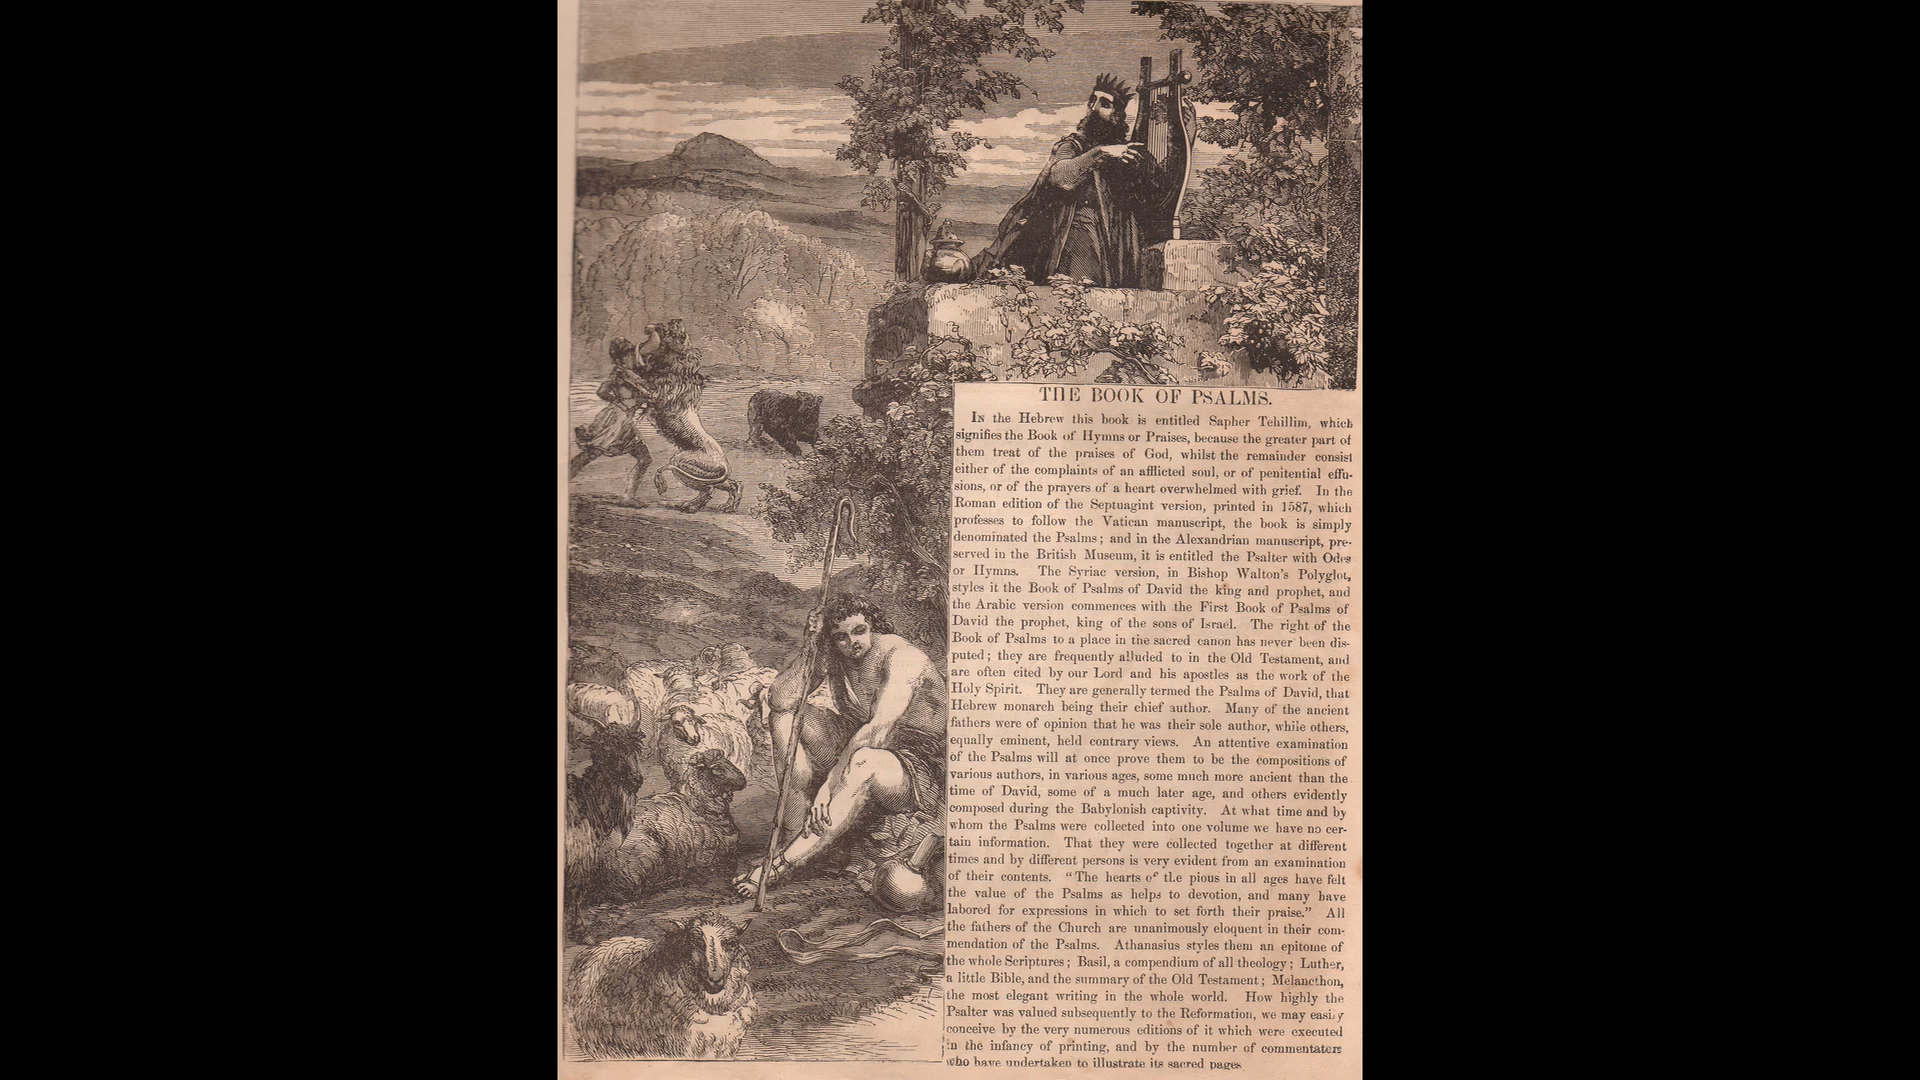 THE BOOK OF PSALMS.
In the Hebrew this book is entitled Sapher Tehillim, which
signifies the Book of Hymns or Praises, because the greater part of
them treat of the praises of God, whilst the remainder consist
either of the complaints of an afflicted soul, or of penitential effu-
sions, or of the prayers of a heart overwhelmed with grief. In the
Roman edition of the Septuagint version, printed in 1587, which
professes to follow the Vatican manuscript, the book is simply
denominated the Psalms; and in the Alexandrian manuscript, pre-
served in the British Museum, it is entitled the Psalter with Odes
or Hymns. The Syriac version, in Bishop Walton's Polyglot,
styles it the Book of Psalms of David the king and prophet, and
the Arabic version commences with the First Book of Psalms of
David the prophet, king of the sons of Israel. The right of the
Book of Psalms to a place in the sacred canon has never been dis-
puted; they are frequently alluded to in the Old Testament, and
are often cited by our Lord and his apostles as the work of the
Holy Spirit. They are generally termed the Psalms of David, that
Hebrew monarch being their chief author. Many of the ancient
fathers were of opinion that he was their sole author, while others,
equally eminent, held contrary views. An attentive examination
of the Psalms will at once prove them to be the compositions of
various authors, in various ages, some much more ancient than the
time of David, some of a much later age, and others evidently
composed during the Babylonish captivity. At what time and by
whom the Psalms were collected into one volume we have no cer-
tain information. That they were collected together at different
times and by different persons is very evident from an examination
of their contents. “The hearts of the pious in all ages have felt
the value of the Psalms as helps to devotion, and many have
labored for expressions in which to set forth their praise.” All
the fathers of the Church are unanimously eloquent in their com-
mendation of the Psalms. Athanasius styles them an epitome of
the whole Scriptures; Basil, a compendium of all theology; Luther,
a little Bible, and the summary of the Old Testament; Melancthon,
the most elegant writing in the whole world. How highly the
Psalter was valued subsequently to the Reformation, we may easily
conceive by the very numerous editions of it which were executed
in the infancy of printing, and by the number of commentators
who have undertaken to illustrate its sacred pages